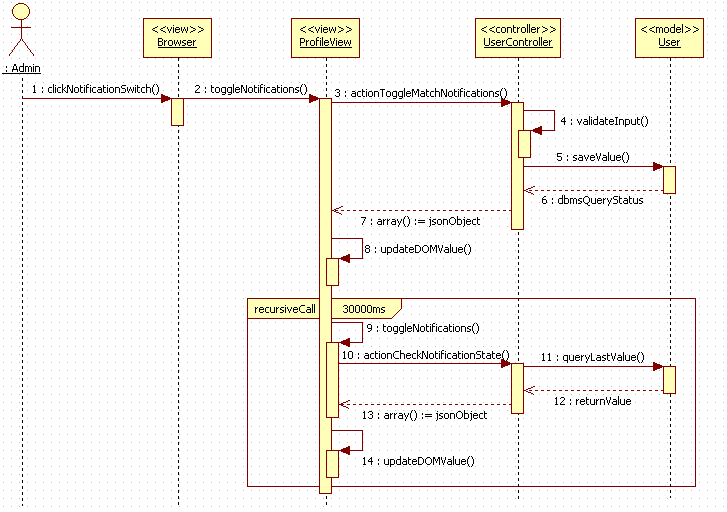 <<view>>
Browser
<<view>>
ProfileView
<<controller>>
UserController
<<model>>
User
: Admin
1 : clickNotificationSwitch()
2 : toggleNotifications()
3 : actionToggleMatchNotifications()
4 : validateInput()
5 : saveValue()
6 : dbmsQueryStatus
7 : array() := jsonObject
8 : updateDOMValue()
recursiveCall
30000ms
9 : toggleNotifications()
10 : actionCheckNotificationState()
11 : queryLastValue()
12 : returnValue
13 : array() := jsonObject
14 : updateDOMValue()